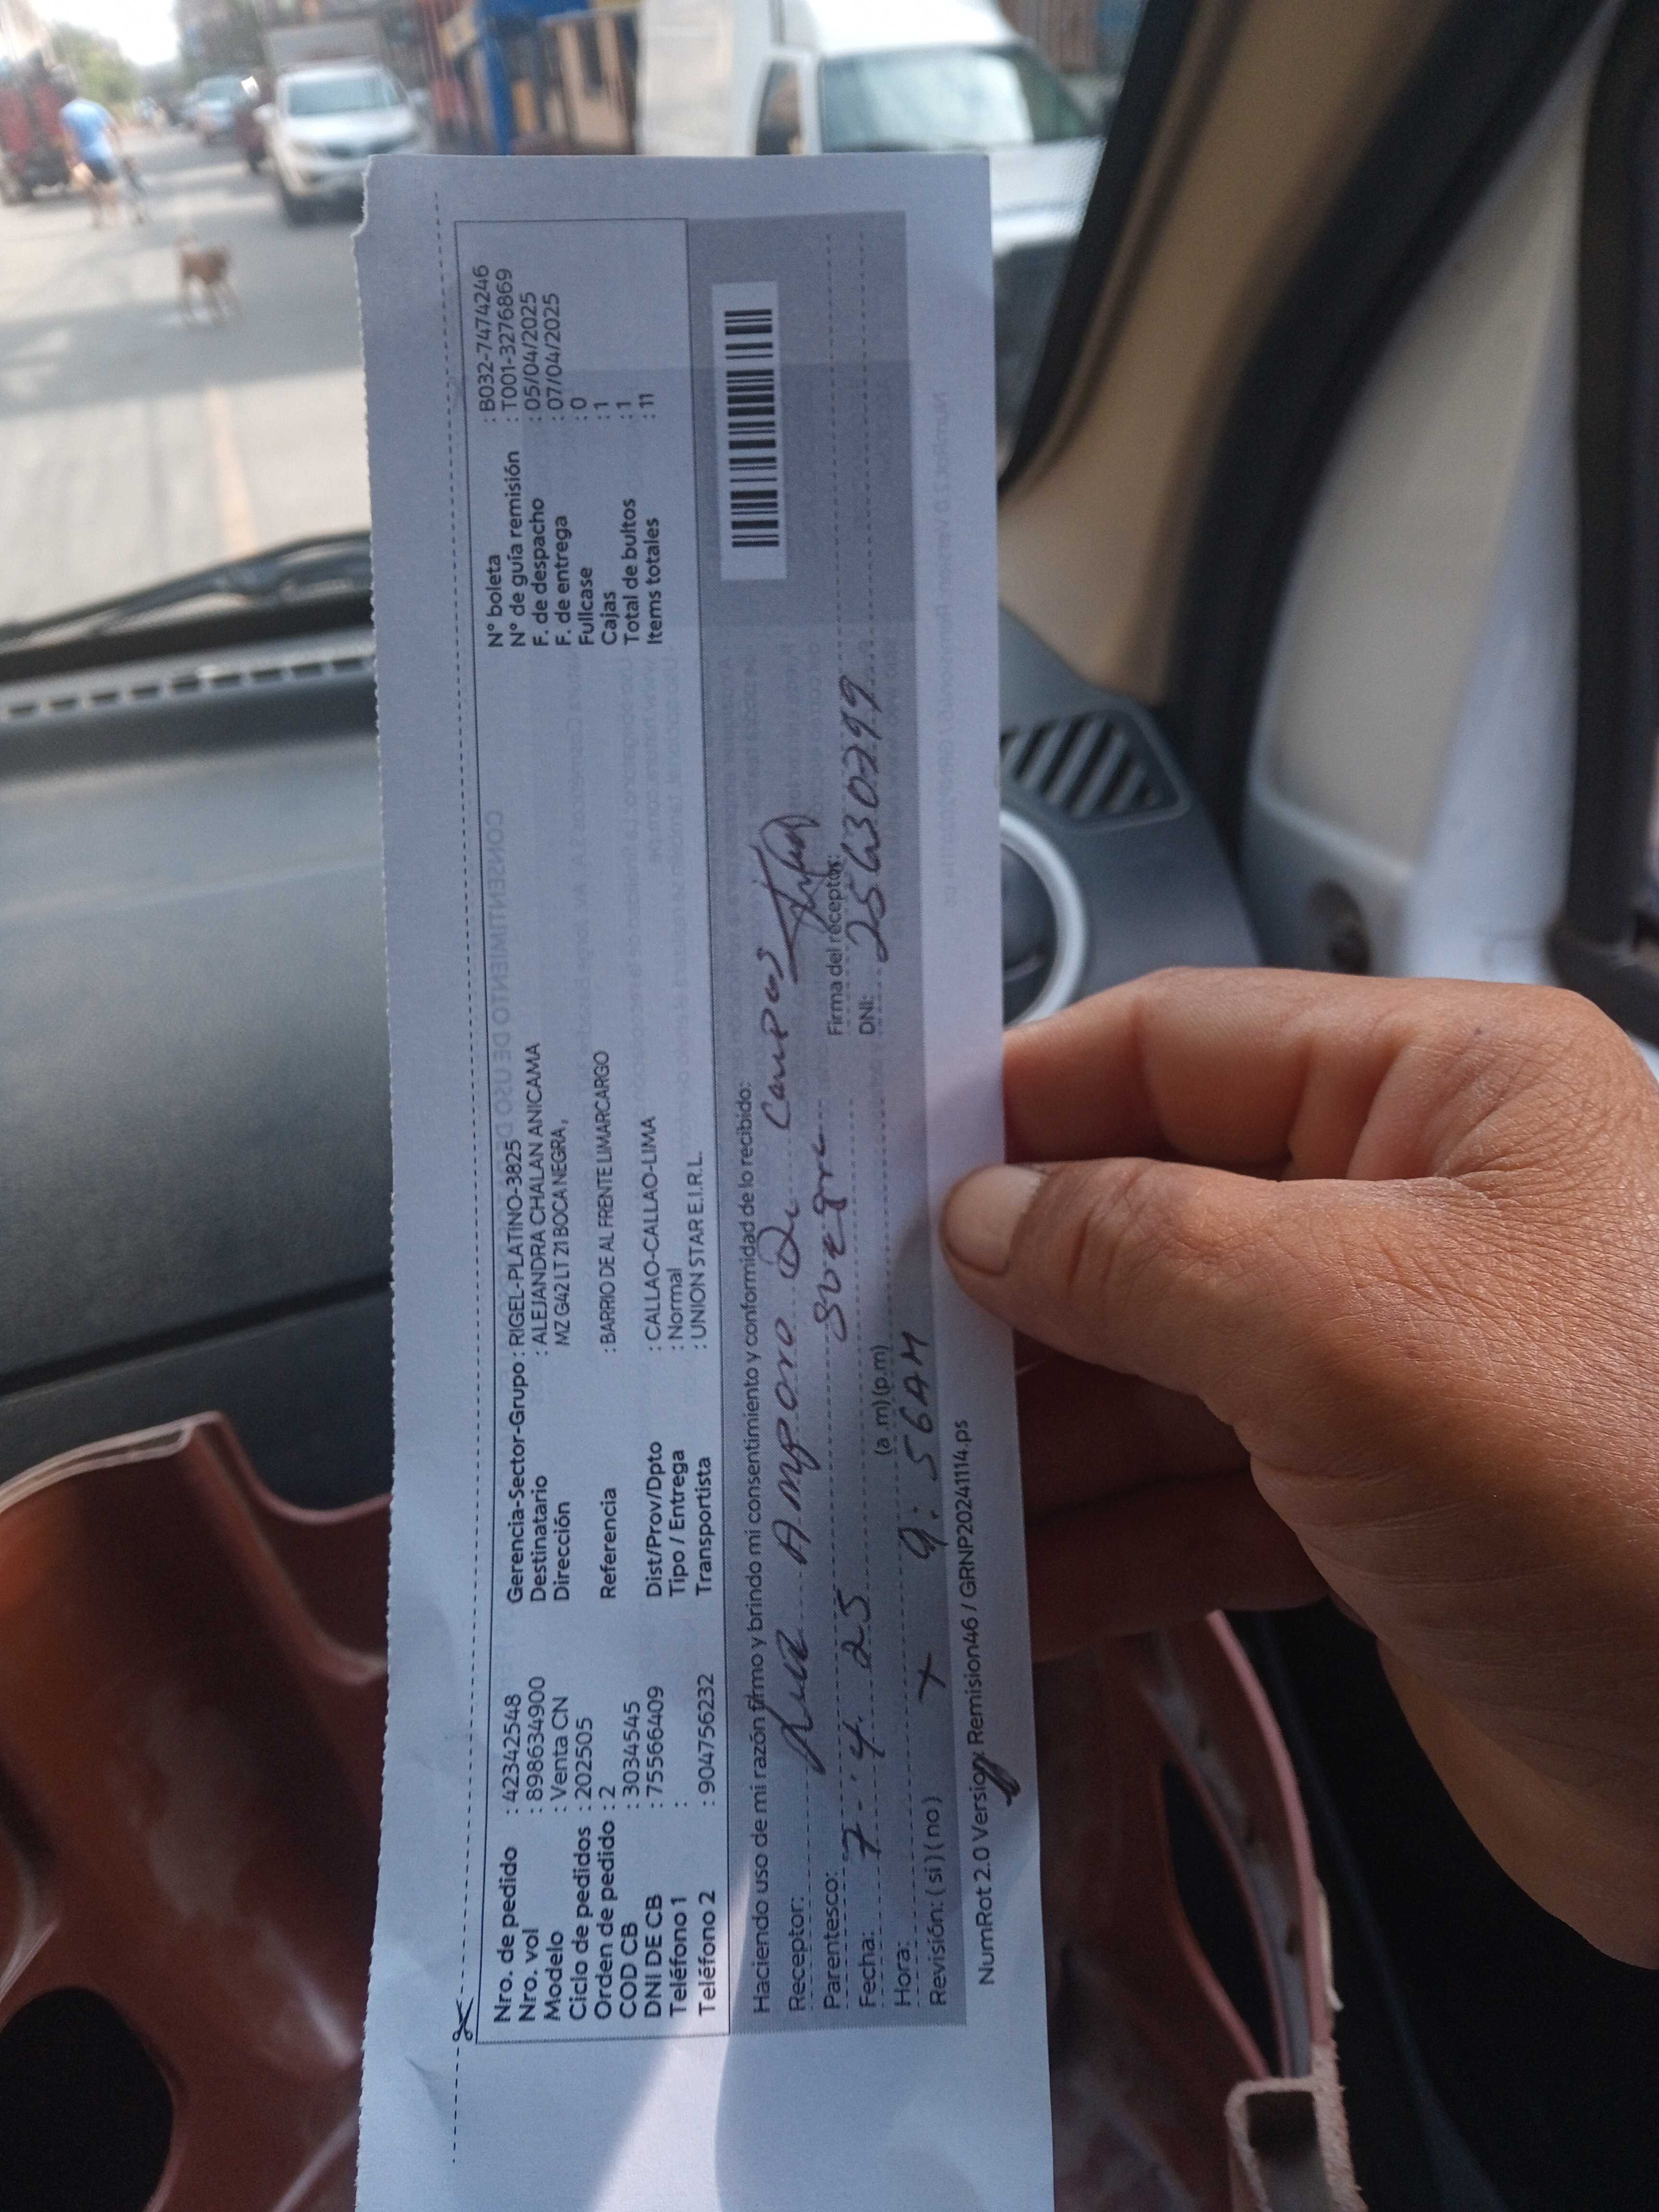 Nro. de pedido : 42342548
Nro. vol : 898634900
Modelo : Venta CN
Ciclo de pedidos : 202505
Orden de pedido : 2
COD CB : 3034545
DNI DE CB : 75566409
Teléfono 1 :
Teléfono 2 : 904756232
Gerencia-Sector-Grupo : RIGEL-PLATINO-3825
Destinatario : ALEJANDRA CHALAN ANICAMA
Dirección MZ G42 LT 21 BOCA NEGRA,
Referencia : BARRIO DE AL FRENTE LIMARCARGO
Dist/Prov/Dpto : CALLAO-CALLAO-LIMA
Tipo / Entrega : Normal
Transportista : UNION STAR E.I.R.L.
N° boleta : B032-7474246
N° de guía remisión : T001-3276869
F. de despacho : 05/04/2025
F. de entrega : 07/04/2025
Fullcase : 0
Cajas : 1
Total de bultos : 1
Items totales : 11
Haciendo uso de mi razón firmo y brindo mi consentimiento y conformidad de lo recibido:
Receptor: Luz Amparo De Campos
Parentesco: suegra
Firma del receptor:
Fecha: 7-4.25
DNI: 25630799
Hora: (a.m)(p.m) 9:56AM
Revisión: ( si ) ( no ) x
NumRot 2.0 Version Remision46 / GRNP20241114.ps